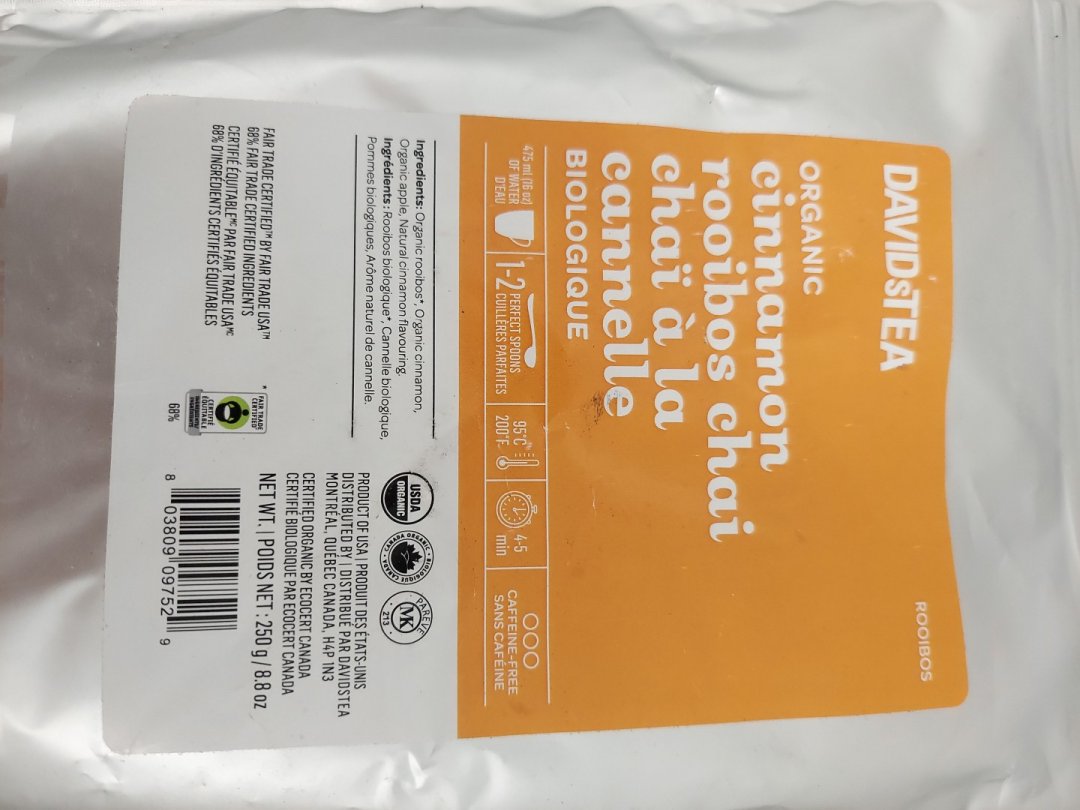 DAVIDsTEA
ROOIBOS
ORGANIC
cinnamon
rooibos chai
chaï à la
cannelle
BIOLOGIQUE
475 ml (16 oz)
OF WATER
D'EAU
1-2 PERFECT SPOONS
CUILLÈRES PARFAITES
95°C
200°F
4-5
min
CAFFEINE-FREE
SANS CAFÉINE
Ingredients: Organic rooibos*, Organic cinnamon,
Organic apple, Natural cinnamon flavouring
Ingrédients : Rooibos biologique*, Cannelle biologique,
Pommes biologiques, Arôme naturel de cannelle.
FAIR TRADE CERTIFIED™ BY FAIR TRADE USA™
68% FAIR TRADE CERTIFIED INGREDIENTS
CERTIFIÉ ÉQUITABLE MC PAR FAIR TRADE USA MC
68% D'INGRÉDIENTS CERTIFIÉS ÉQUITABLES
*
FAIR TRADE
CERTIFIED
CERTIFIÉ
ÉQUITABLE
68%
USDA
ORGANIC
CANADA ORGANIC • BIOLOGIQUE CANADA •
PAREVE
MK
213
PRODUCT OF USA | PRODUIT DES ÉTATS-UNIS
DISTRIBUTED BY | DISTRIBUÉ PAR DAVIDSTEA
MONTRÉAL, QUÉBEC CANADA, H4P 1N3
CERTIFIED ORGANIC BY ECOCERT CANADA
CERTIFIÉ BIOLOGIQUE PAR ECOCERT CANADA
NET WT. | POIDS NET : 250 g / 8.8 oz
8 03809 09752 9